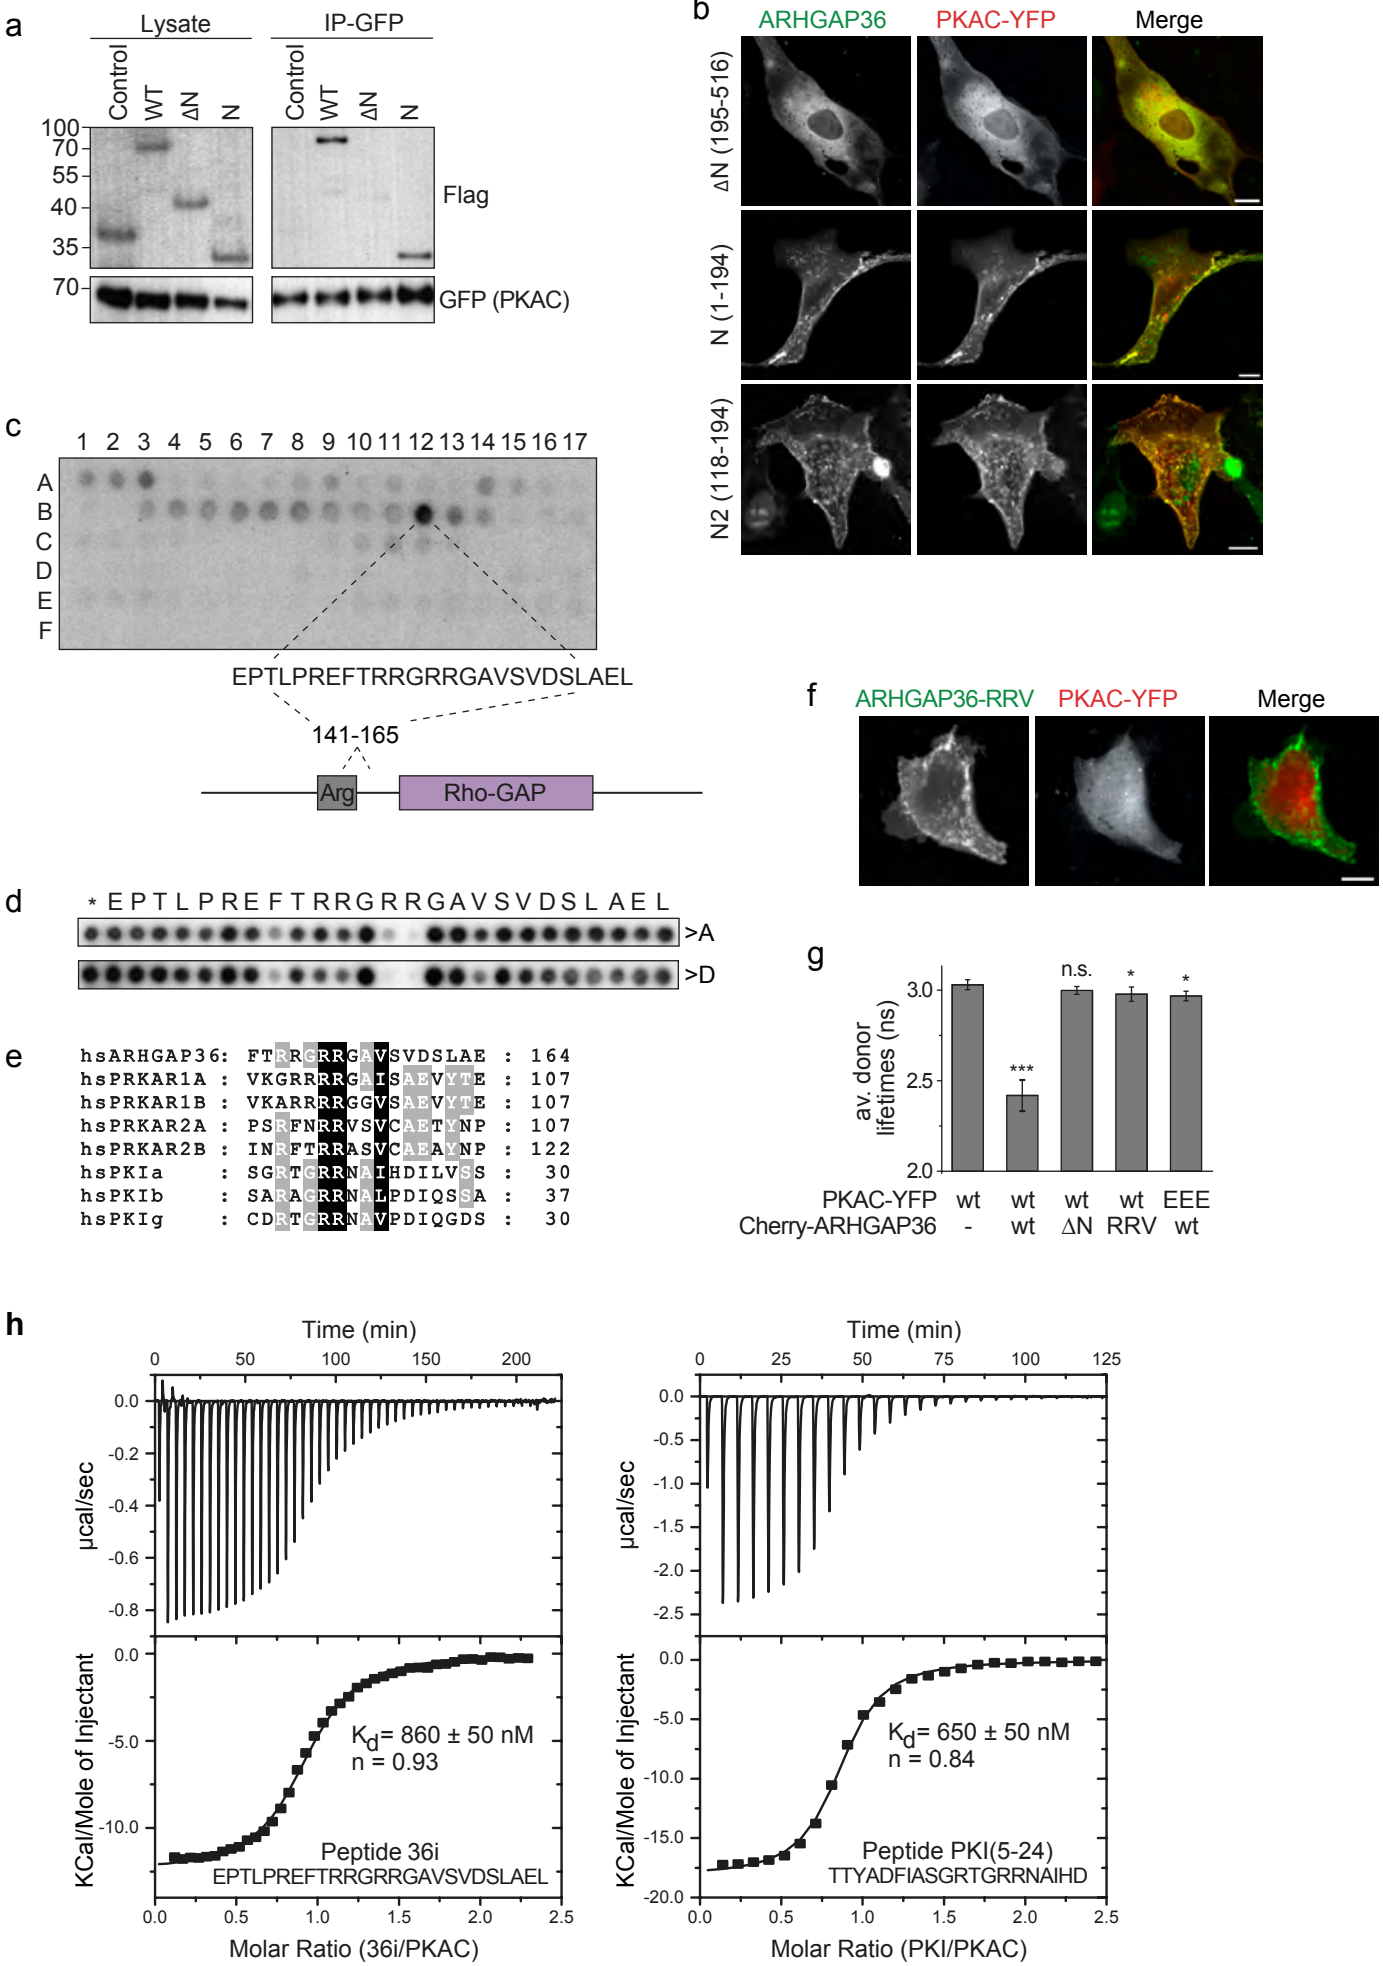 a
Lysate
IP-GFP
Control
WT
ΔN
N
Control
WT
ΔN
N
100
70
55
40
35
70
Flag
GFP (PKAC)
b
ARHGAP36
PKAC-YFP
Merge
ΔN (195-516)
N (1-194)
N2 (118-194)
c
1 2 3 4 5 6 7 8 9 10 11 12 13 14 15 16 17
A
B
C
D
E
F
EPTLPREFTRRGRRGAVSVDSLAEL
141-165
Arg
Rho-GAP
d
* E P T L P R E F T R R G R R G A V S V D S L A E L
>A
>D
e
hsARHGAP36: FTRRGRRGAVSVDSLAE : 164
hsPRKAR1A : VKGRRRRGAISAEVYTE : 107
hsPRKAR1B : VKARRRRGGVSAEVYTE : 107
hsPRKAR2A : PSRFNRRVSVCAETYNP : 107
hsPRKAR2B : INRFTRRASVCAEAYNP : 122
hsPKIa : SGRTGRRNAIHDILVSS : 30
hsPKIb : SARAGRRNALPDIQSSA : 37
hsPKIg : CDRTGRRNAVPDIQGDS : 30
f
ARHGAP36-RRV
PKAC-YFP
Merge
g
av. donor
lifetimes (ns)
3.0
2.5
2.0
***
n.s.
*
*
PKAC-YFP wt wt wt wt EEE
Cherry-ARHGAP36 - wt ΔN RRV wt
h
Time (min)
0 50 100 150 200
0.0
-0.2
-0.4
-0.6
-0.8
µcal/sec
0.0
-5.0
-10.0
KCal/Mole of Injectant
Kd= 860 ± 50 nM
n = 0.93
Peptide 36i
EPTLPREFTRRGRRGAVSVDSLAEL
0.0 0.5 1.0 1.5 2.0 2.5
Molar Ratio (36i/PKAC)
Time (min)
0 25 50 75 100 125
0.0
-0.5
-1.0
-1.5
-2.0
-2.5
µcal/sec
0.0
-5.0
-10.0
-15.0
-20.0
KCal/Mole of Injectant
Kd= 650 ± 50 nM
n = 0.84
Peptide PKI(5-24)
TTYADFIASGRTGRRNAIHD
0.0 0.5 1.0 1.5 2.0 2.5
Molar Ratio (PKI/PKAC)